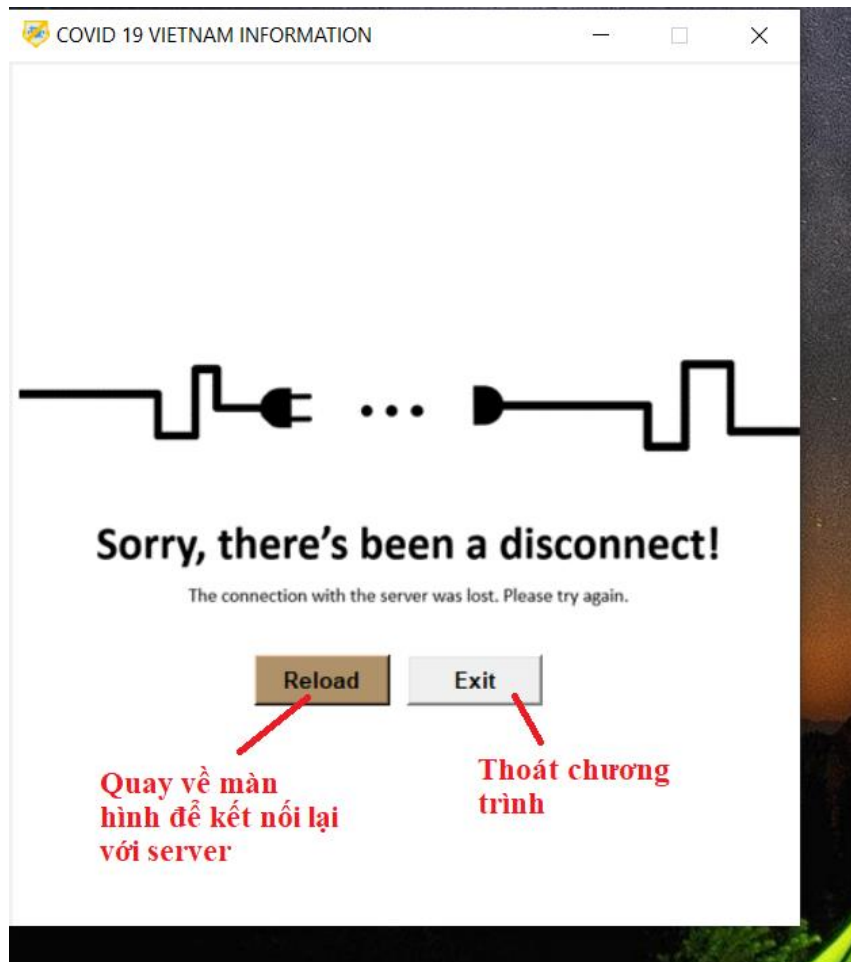 COVID 19 VIETNAM INFORMATION
Sorry, there's been a disconnect!
The connection with the server was lost. Please try again.
Reload
Exit
Quay về màn
hình để kết nối lại
với server
Thoát chương
trình